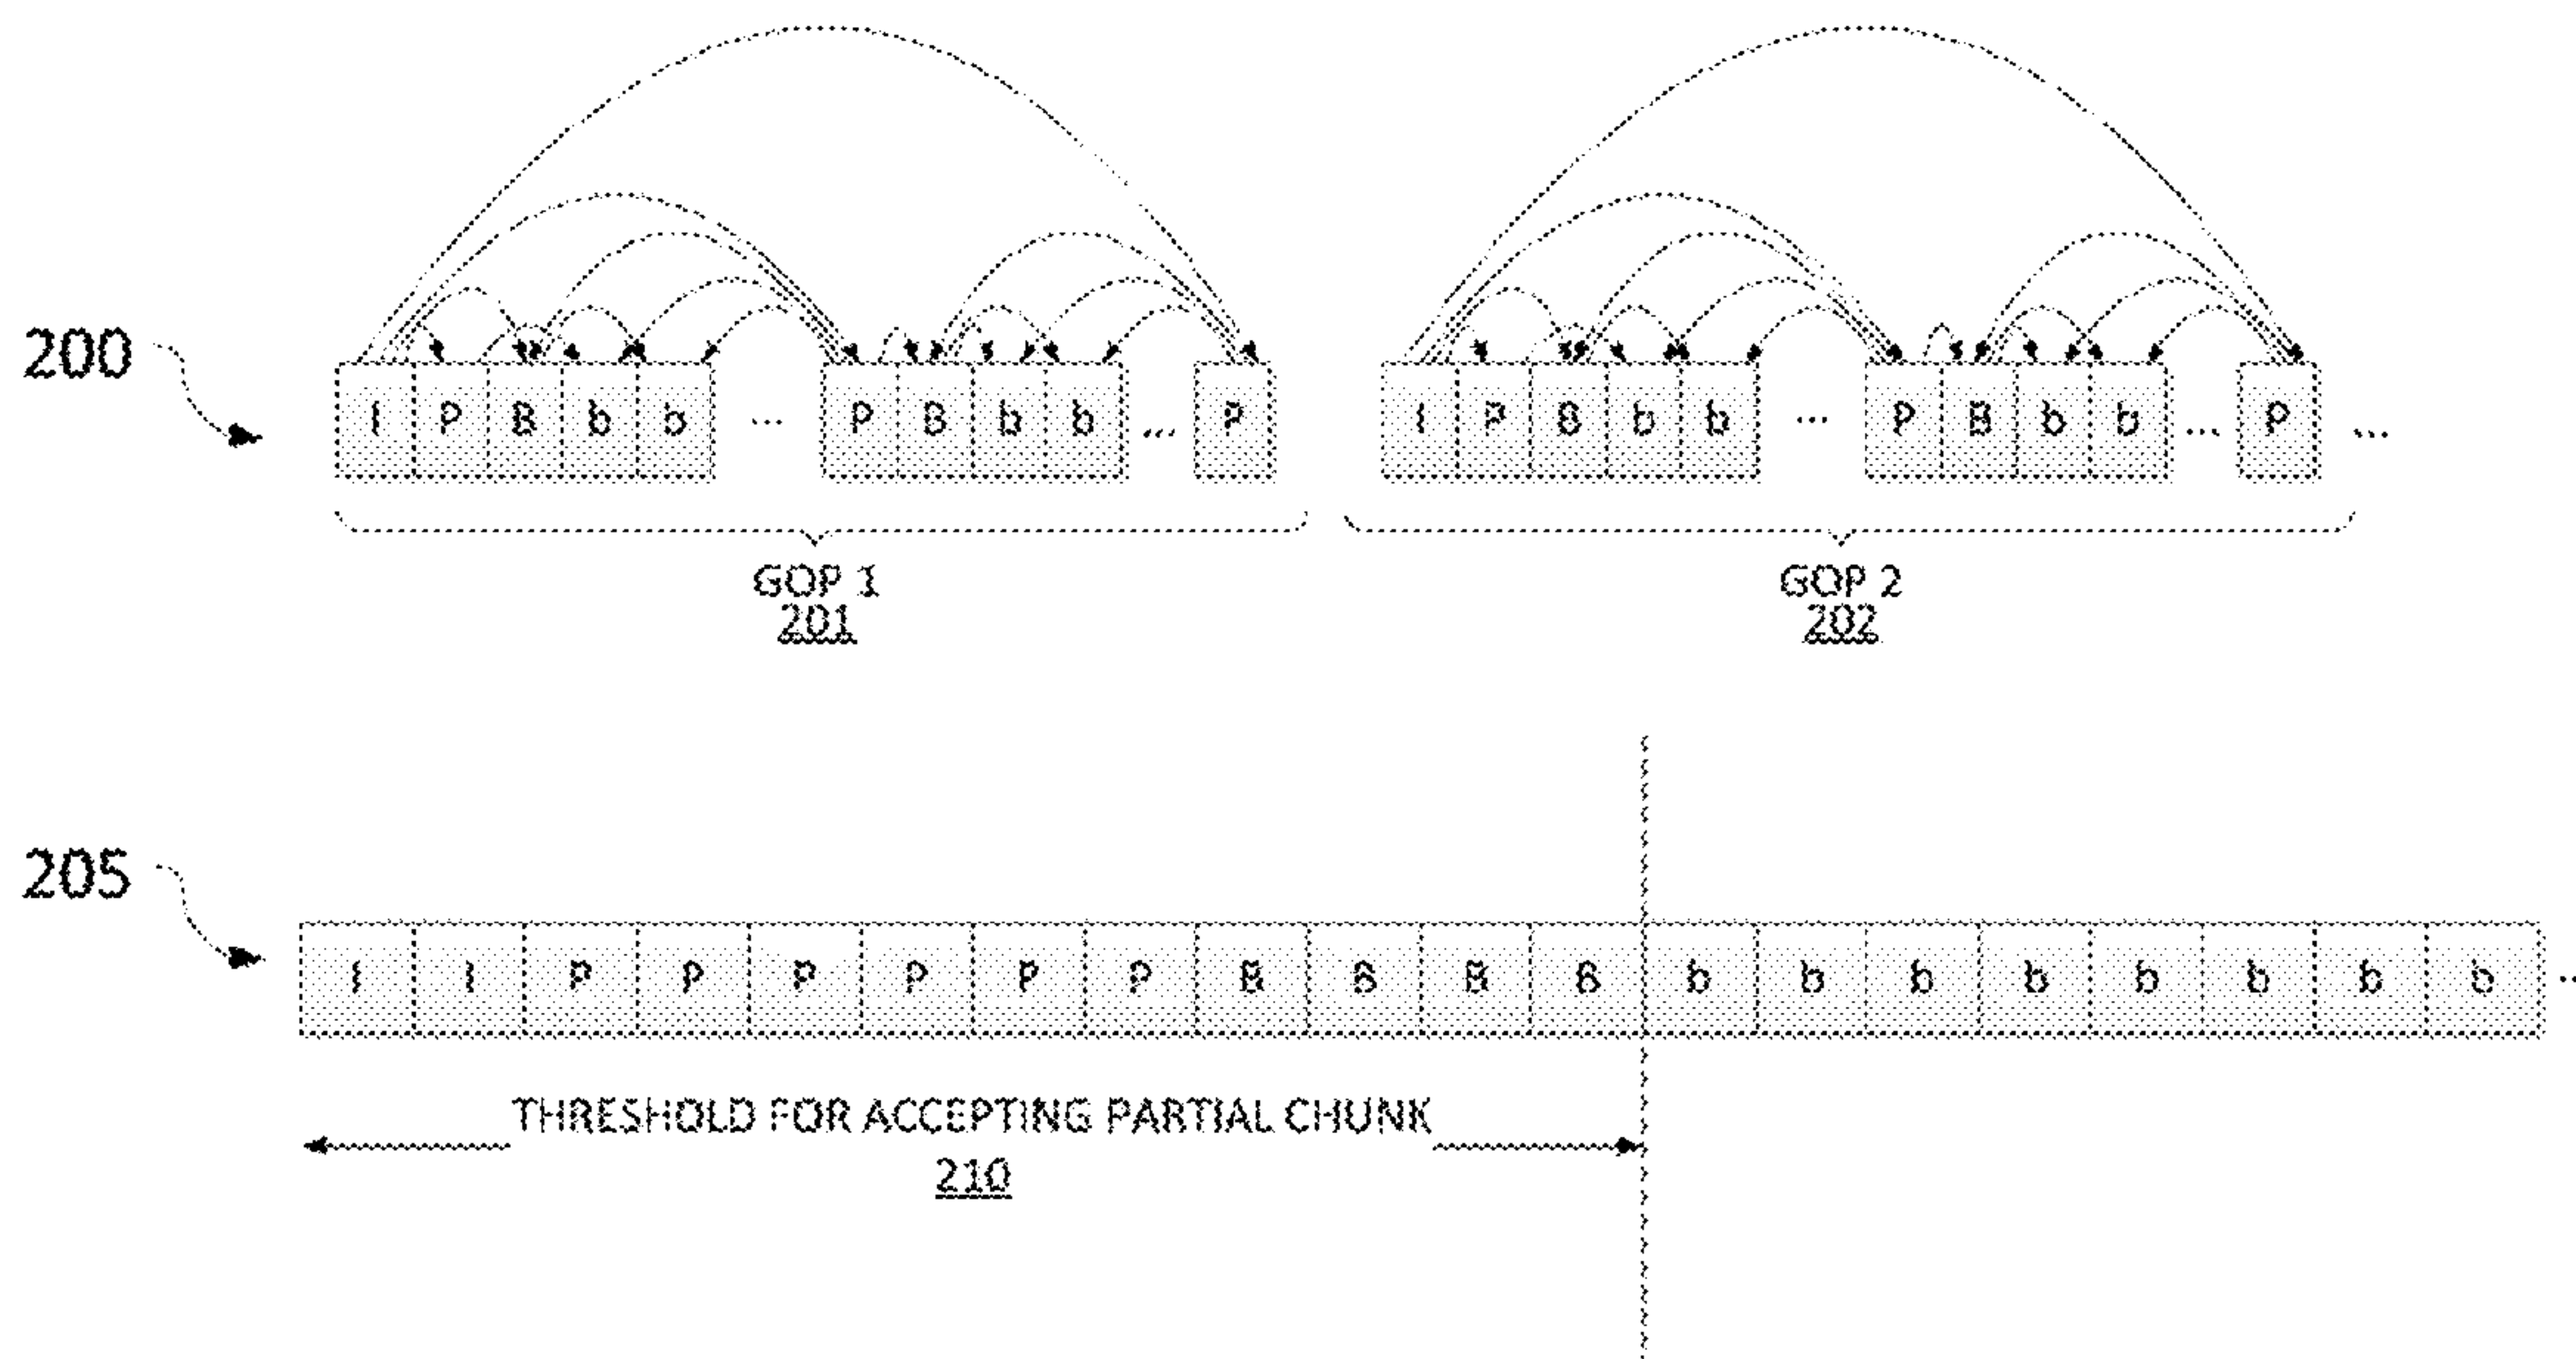 200
I P B b b ... P B b b ... P I P B b b ... P B b b ... P ...
GOP 1 GOP 2
201 202
205
I I P P P P P P B B B B b b b b b b b b ...
THRESHOLD FOR ACCEPTING PARTIAL CHUNK
210